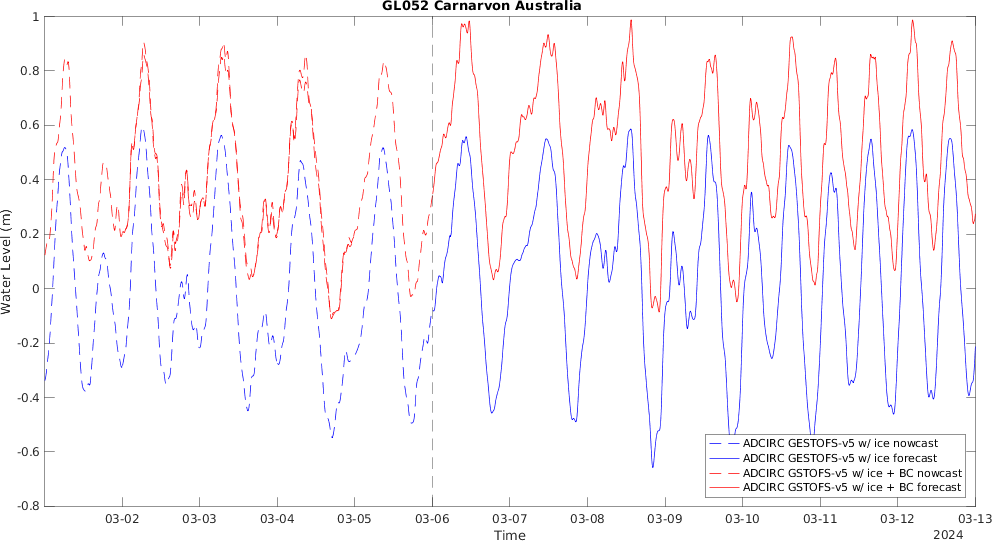 GL052 Carnarvon Australia
1
0.8
0.6
0.4
0.2
0
-0.2
-0.4
-0.6
-0.8
Water Level (m)
ADCIRC GESTOFS-v5 w/ ice nowcast
ADCIRC GESTOFS-v5 w/ ice forecast
ADCIRC GSTOFS-v5 w/ ice + BC nowcast
ADCIRC GSTOFS-v5 w/ ice + BC forecast
03-02 03-03 03-04 03-05 03-06 03-07 03-08 03-09 03-10 03-11 03-12 03-13
Time
2024